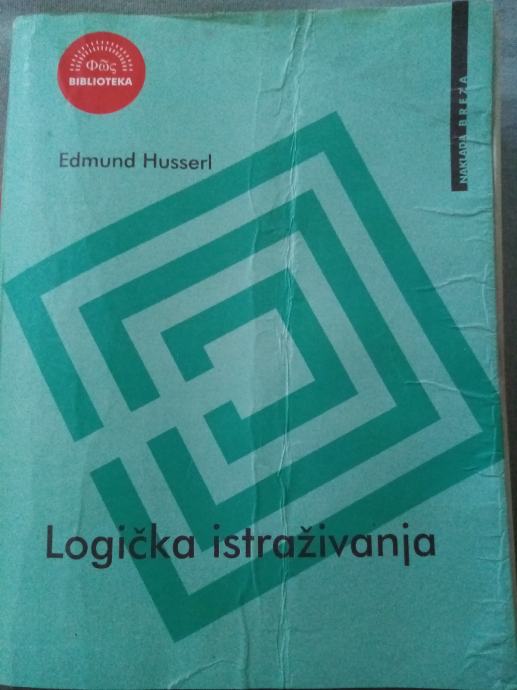 Φῶς
BIBLIOTEKA
NAKLADA BREZA
Edmund Husserl
Logička istraživanja